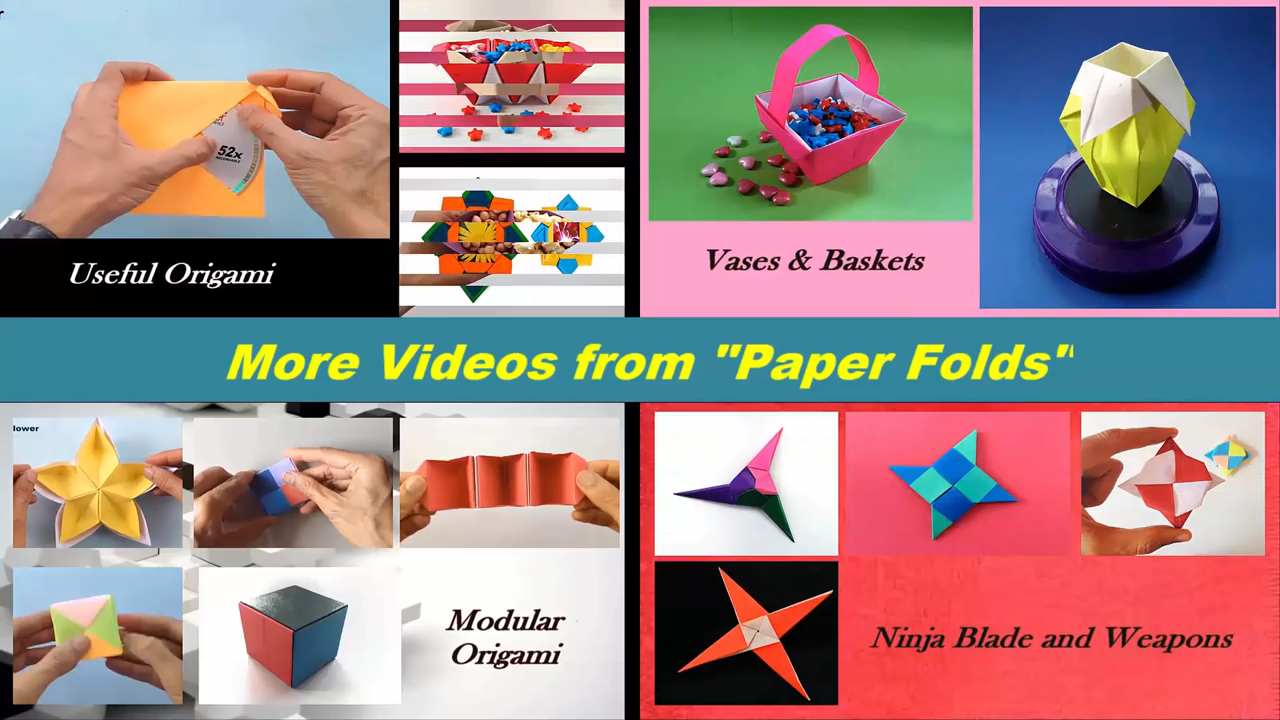 52x
Useful Origami
Vases & Baskets
More Videos from "Paper Folds"
lower
Modular
Origami
Ninja Blade and Weapons